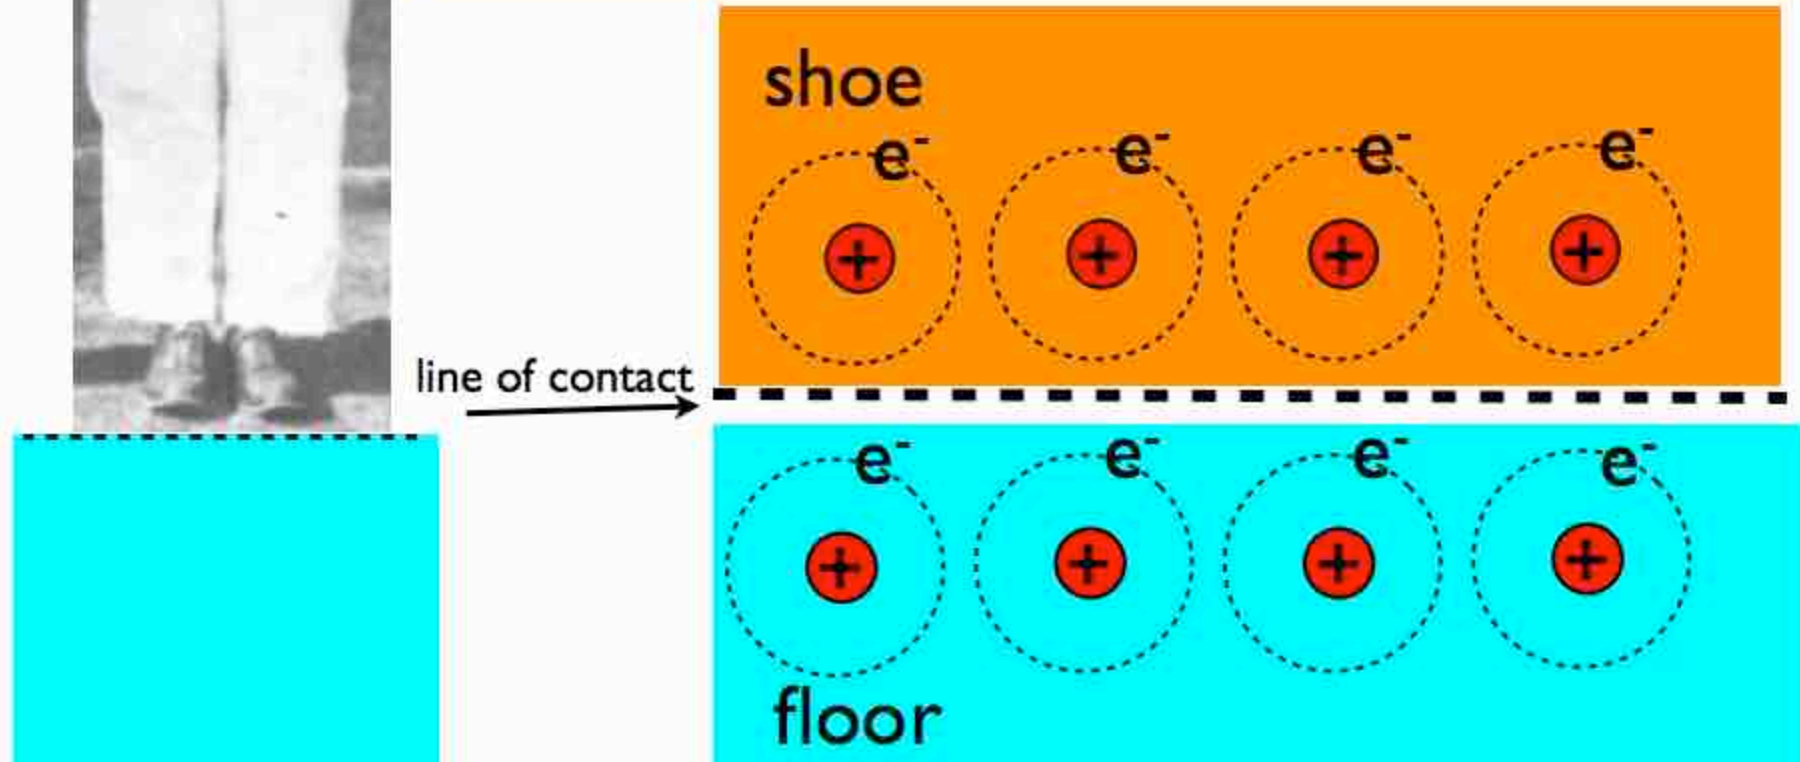 shoe
e⁻ e⁻ e⁻ e⁻
+ + + +
line of contact
e⁻ e⁻ e⁻ e⁻
+ + + +
floor